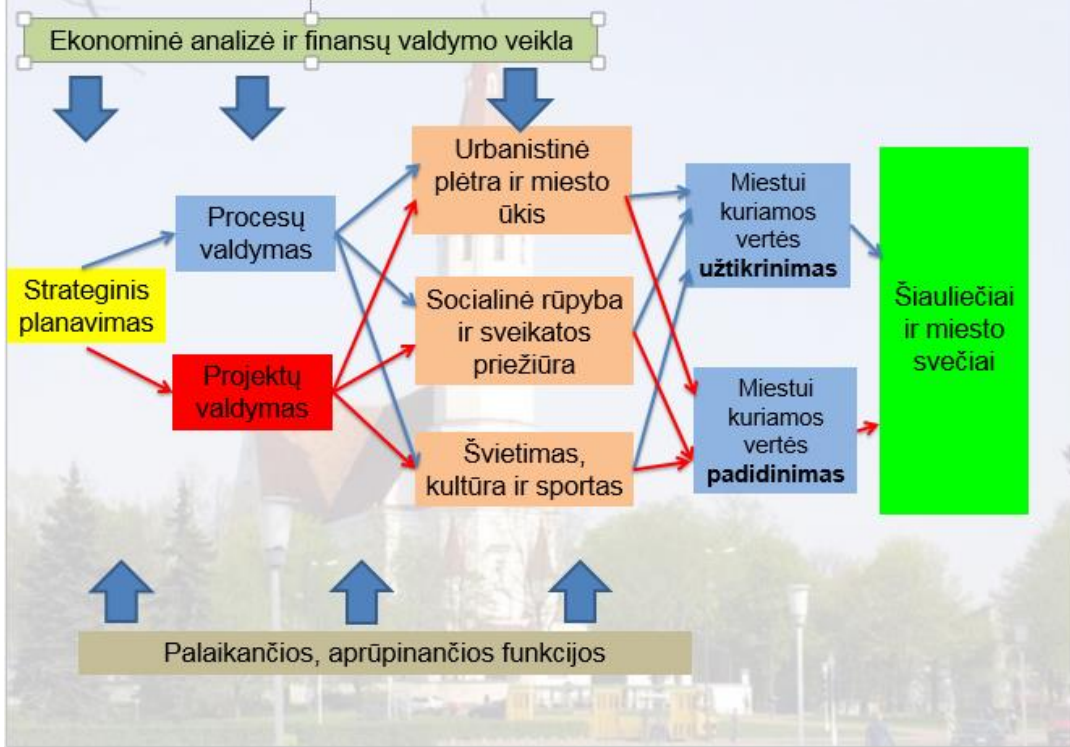 Ekonominė analizė ir finansų valdymo veikla
Strateginis
planavimas
Procesų
valdymas
Projektų
valdymas
Urbanistinė
plėtra ir miesto
ūkis
Socialinė rūpyba
ir sveikatos
priežiūra
Švietimas,
kultūra ir sportas
Miestui
kuriamos
vertės
užtikrinimas
Miestui
kuriamos
vertės
padidinimas
Šiauliečiai
ir miesto
svečiai
Palaikančios, aprūpinančios funkcijos